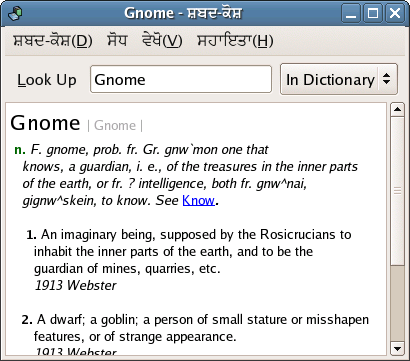 Gnome - ਸ਼ਬਦ-ਕੋਸ਼
ਸ਼ਬਦ-ਕੋਸ਼(D) ਸੋਧ ਵੇਖੋ(V) ਸਹਾਇਤਾ(H)
Look Up Gnome In Dictionary
Gnome | Gnome |
n. F. gnome, prob. fr. Gr. gnw`mon one that
knows, a guardian, i. e., of the treasures in the inner parts
of the earth, or fr. ? intelligence, both fr. gnw^nai,
gignw^skein, to know. See Know.
1. An imaginary being, supposed by the Rosicrucians to
inhabit the inner parts of the earth, and to be the
guardian of mines, quarries, etc.
1913 Webster
2. A dwarf; a goblin; a person of small stature or misshapen
features, or of strange appearance.
1913 Webster